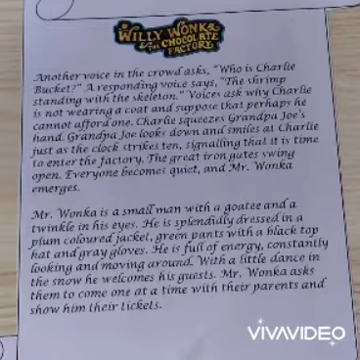 WILLY WONKA
& THE CHOCOLATE
FACTORY
Another voice in the crowd asks, "Who is Charlie
Bucket?" A responding voice says, "The shrimp
standing with the skeleton." Voices ask why Charlie
is not wearing a coat and suppose that perhaps he
cannot afford one. Charlie squeezes Grandpa Joe's
hand. Grandpa Joe looks down and smiles at Charlie
just as the clock strikes ten, signalling that it is time
to enter the factory. The great iron gates swing
open. Everyone becomes quiet, and Mr. Wonka
emerges.
Mr. Wonka is a small man with a goatee and a
twinkle in his eyes. He is splendidly dressed in a
plum coloured jacket, green pants with a black top
hat and gray gloves. He is full of energy, constantly
looking and moving around. With a little dance in
the snow he welcomes his guests. Mr. Wonka asks
them to come one at a time with their parents and
show him their tickets.
VIVAVIDEO